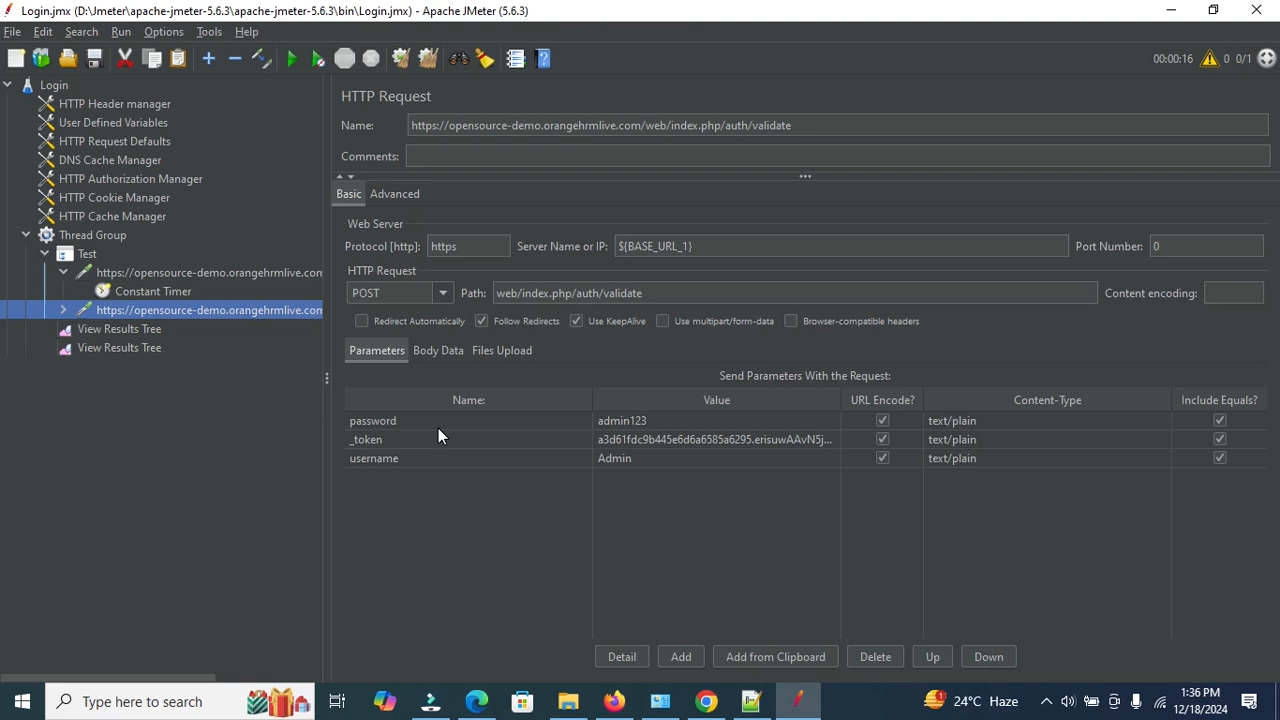 Login.jmx (D:\Jmeter\apache-jmeter-5.6.3\apache-jmeter-5.6.3\bin\Login.jmx) - Apache JMeter (5.6.3)
File Edit Search Run Options Tools Help
00:00:16 0 0/1
Login
HTTP Header manager
User Defined Variables
HTTP Request Defaults
DNS Cache Manager
HTTP Authorization Manager
HTTP Cookie Manager
HTTP Cache Manager
Thread Group
Test
https://opensource-demo.orangehrmlive.com
Constant Timer
https://opensource-demo.orangehrmlive.com
View Results Tree
View Results Tree
HTTP Request
Name: https://opensource-demo.orangehrmlive.com/web/index.php/auth/validate
Comments:
Basic Advanced
Web Server
Protocol [http]: https Server Name or IP: ${BASE_URL_1} Port Number: 0
HTTP Request
POST Path: web/index.php/auth/validate Content encoding:
Redirect Automatically Follow Redirects Use KeepAlive Use multipart/form-data Browser-compatible headers
Parameters Body Data Files Upload
Send Parameters With the Request:
Name: Value URL Encode? Content-Type Include Equals?
password admin123 text/plain
_token a3d61fdc9b445e6d6a6585a6295.erisuwAAvN5j... text/plain
username Admin text/plain
Detail Add Add from Clipboard Delete Up Down
Type here to search
24°C Haze
1:36 PM
12/18/2024
1